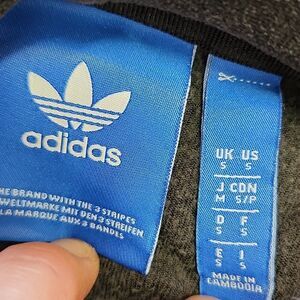 adidas
THE BRAND WITH THE 3 STRIPES
WELTMARKE MIT DEN 3 STREIFEN
LA MARQUE AUX 3 BANDES
UK US
S S
J CDN
M S/P
D F
S S
E I
S S
MADE IN
CAMBODIA